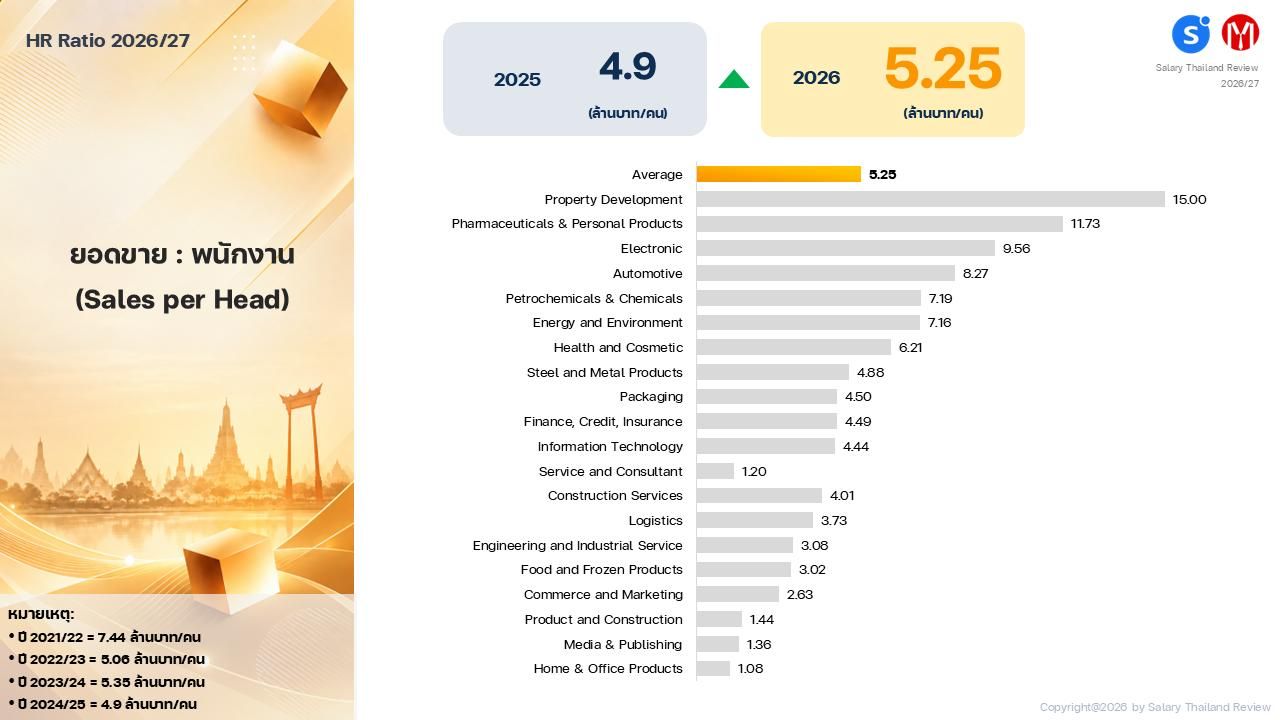 HR Ratio 2026/27
ยอดขาย : พนักงาน
(Sales per Head)
หมายเหตุ:
• ปี 2021/22 = 7.44 ล้านบาท/คน
• ปี 2022/23 = 5.06 ล้านบาท/คน
• ปี 2023/24 = 5.35 ล้านบาท/คน
• ปี 2024/25 = 4.9 ล้านบาท/คน
2025 4.9
(ล้านบาท/คน)
2026 5.25
(ล้านบาท/คน)
S M
Salary Thailand Review
2026/27
Average 5.25
Property Development 15.00
Pharmaceuticals & Personal Products 11.73
Electronic 9.56
Automotive 8.27
Petrochemicals & Chemicals 7.19
Energy and Environment 7.16
Health and Cosmetic 6.21
Steel and Metal Products 4.88
Packaging 4.50
Finance, Credit, Insurance 4.49
Information Technology 4.44
Service and Consultant 1.20
Construction Services 4.01
Logistics 3.73
Engineering and Industrial Service 3.08
Food and Frozen Products 3.02
Commerce and Marketing 2.63
Product and Construction 1.44
Media & Publishing 1.36
Home & Office Products 1.08
Copyright@2026 by Salary Thailand Review